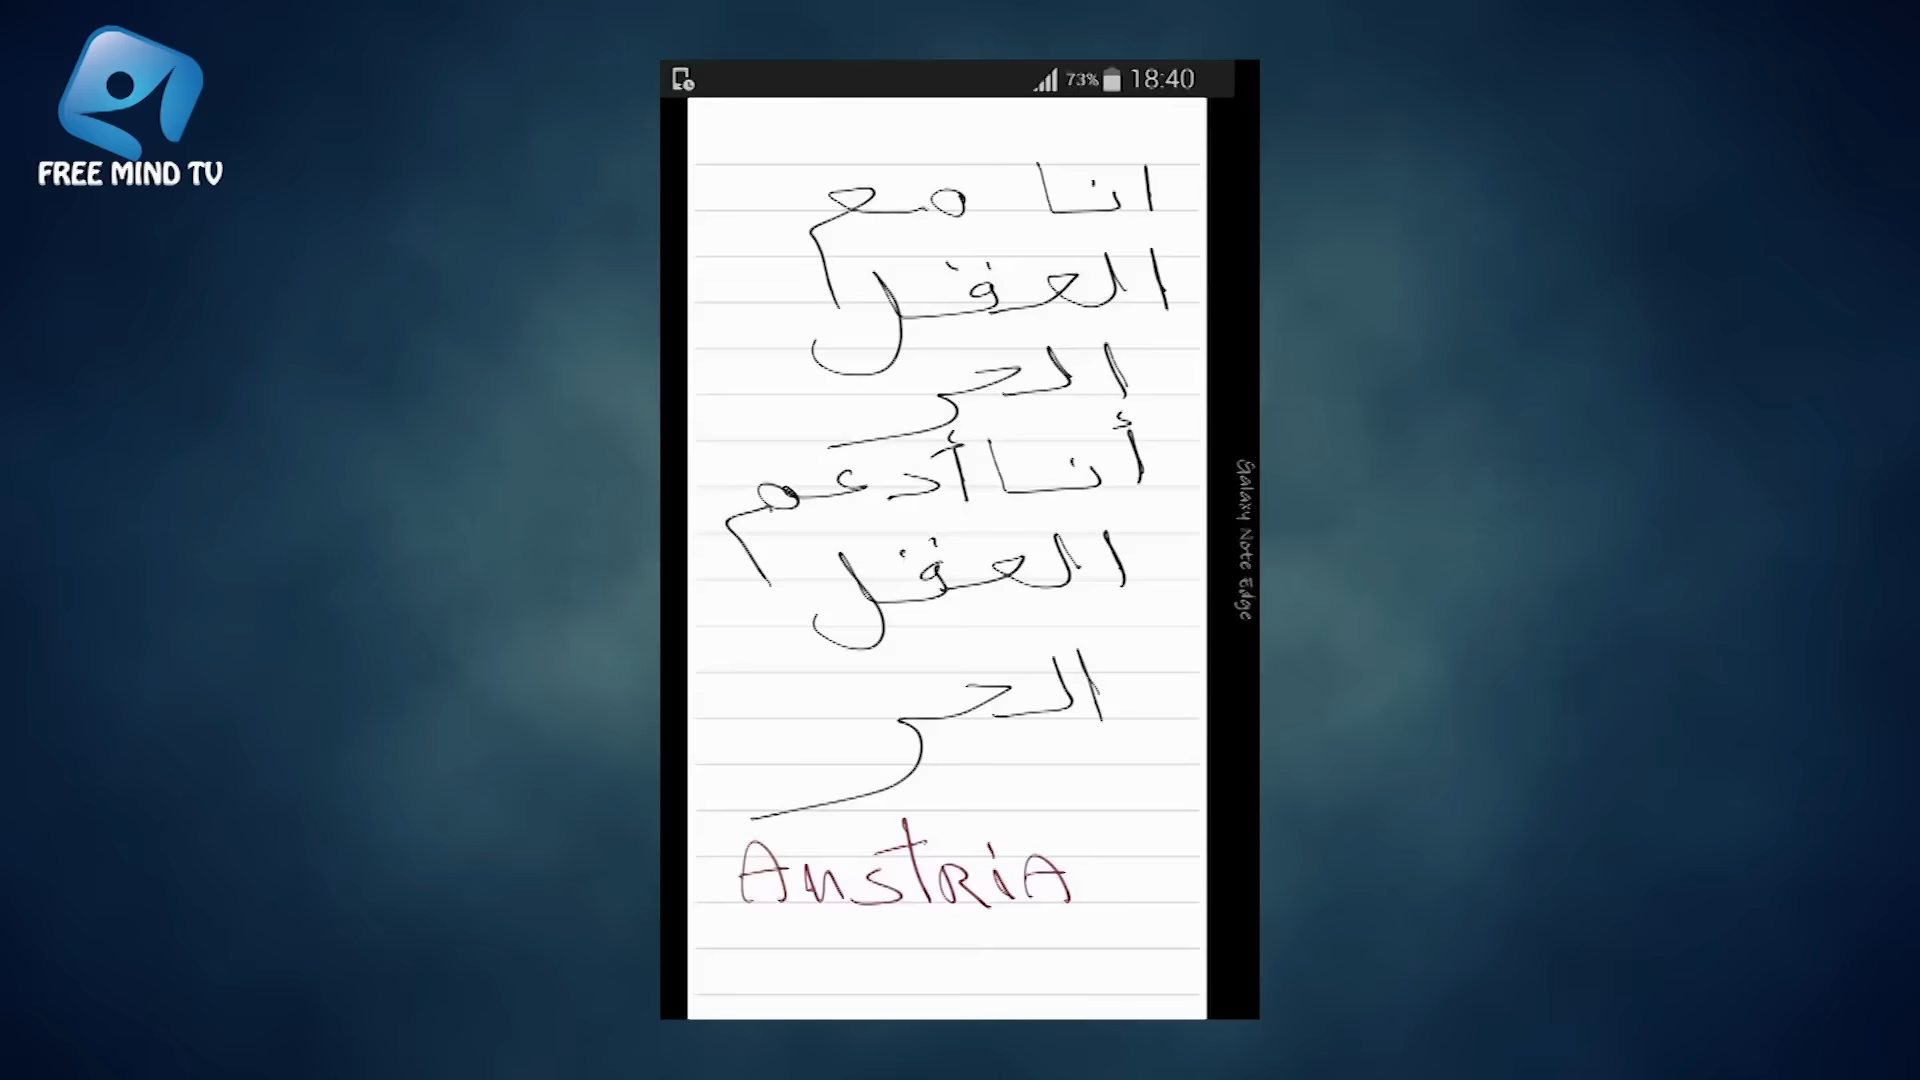 FREE MIND TV
73% 18:40
انا مع
العقل
الحر
أنا أدعم
العقل
الحر
AustRiA
Galaxy Note Edge